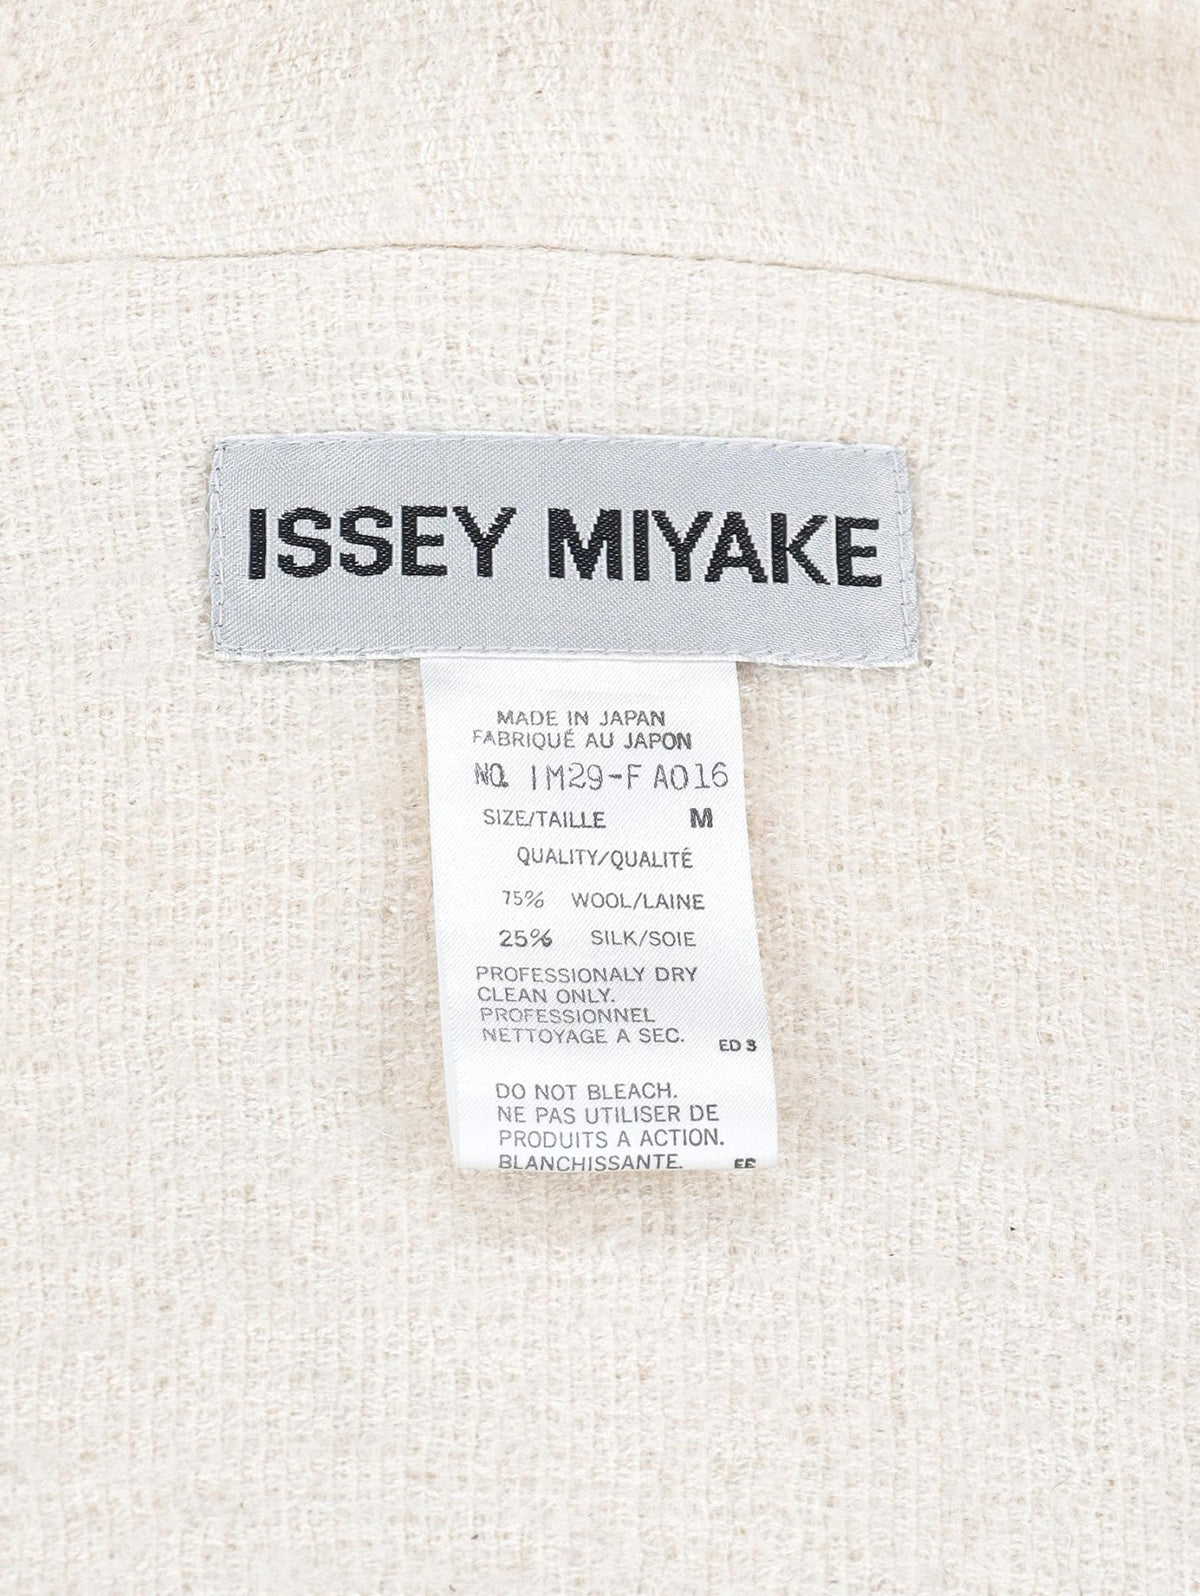 ISSEY MIYAKE
MADE IN JAPAN
FABRIQUÉ AU JAPON
NO. IM29-FA016
SIZE/TAILLE M
QUALITY/QUALITÉ
75% WOOL/LAINE
25% SILK/SOIE
PROFESSIONALY DRY
CLEAN ONLY.
PROFESSIONNEL
NETTOYAGE A SEC. ED 3
DO NOT BLEACH.
NE PAS UTILISER DE
PRODUITS A ACTION.
BLANCHISSANTE.